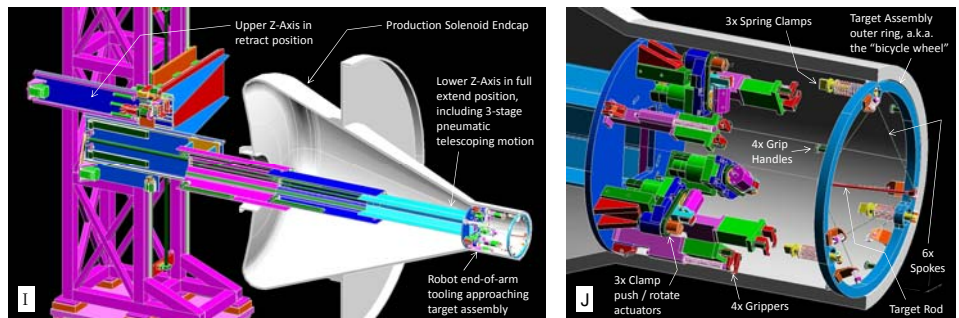 Upper Z-Axis in
retract position
Production Solenoid Endcap
Lower Z-Axis in full
extend position,
including 3-stage
pneumatic
telescoping motion
Robot end-of-arm
tooling approaching
target assembly
I
3x Spring Clamps
Target Assembly
outer ring, a.k.a.
the “bicycle wheel”
4x Grip
Handles
6x
Spokes
3x Clamp
push / rotate
actuators
4x Grippers
Target Rod
J